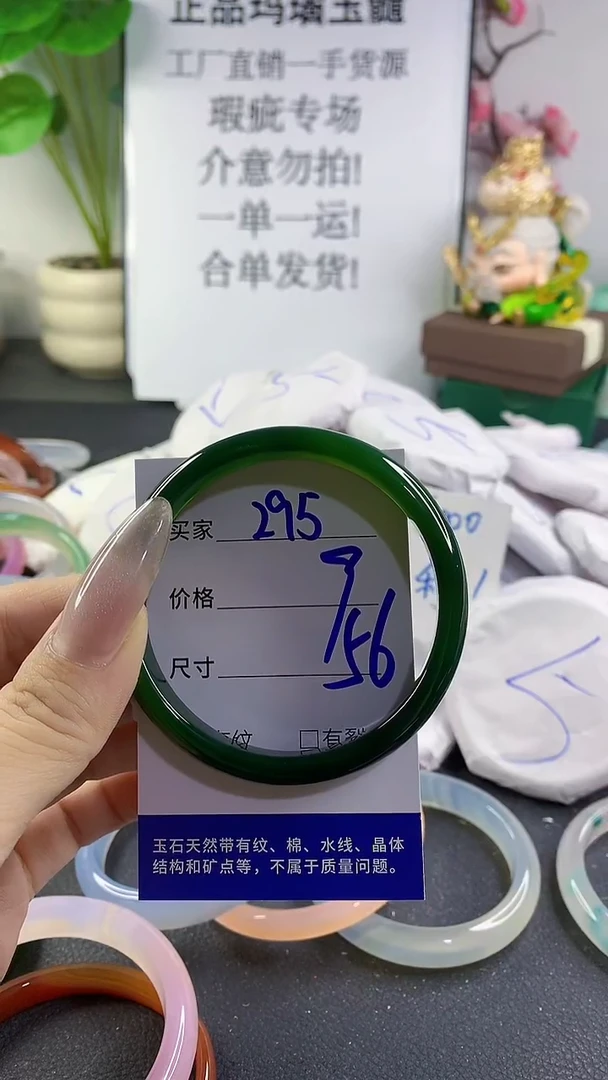 正品玛瑙玉髓
工厂直销一手货源
瑕疵专场
介意勿拍!
一单一运!
合单发货!
买家 295
价格
尺寸 56
有裂
玉石天然带有纹、棉、水线、晶体
结构和矿点等，不属于质量问题。